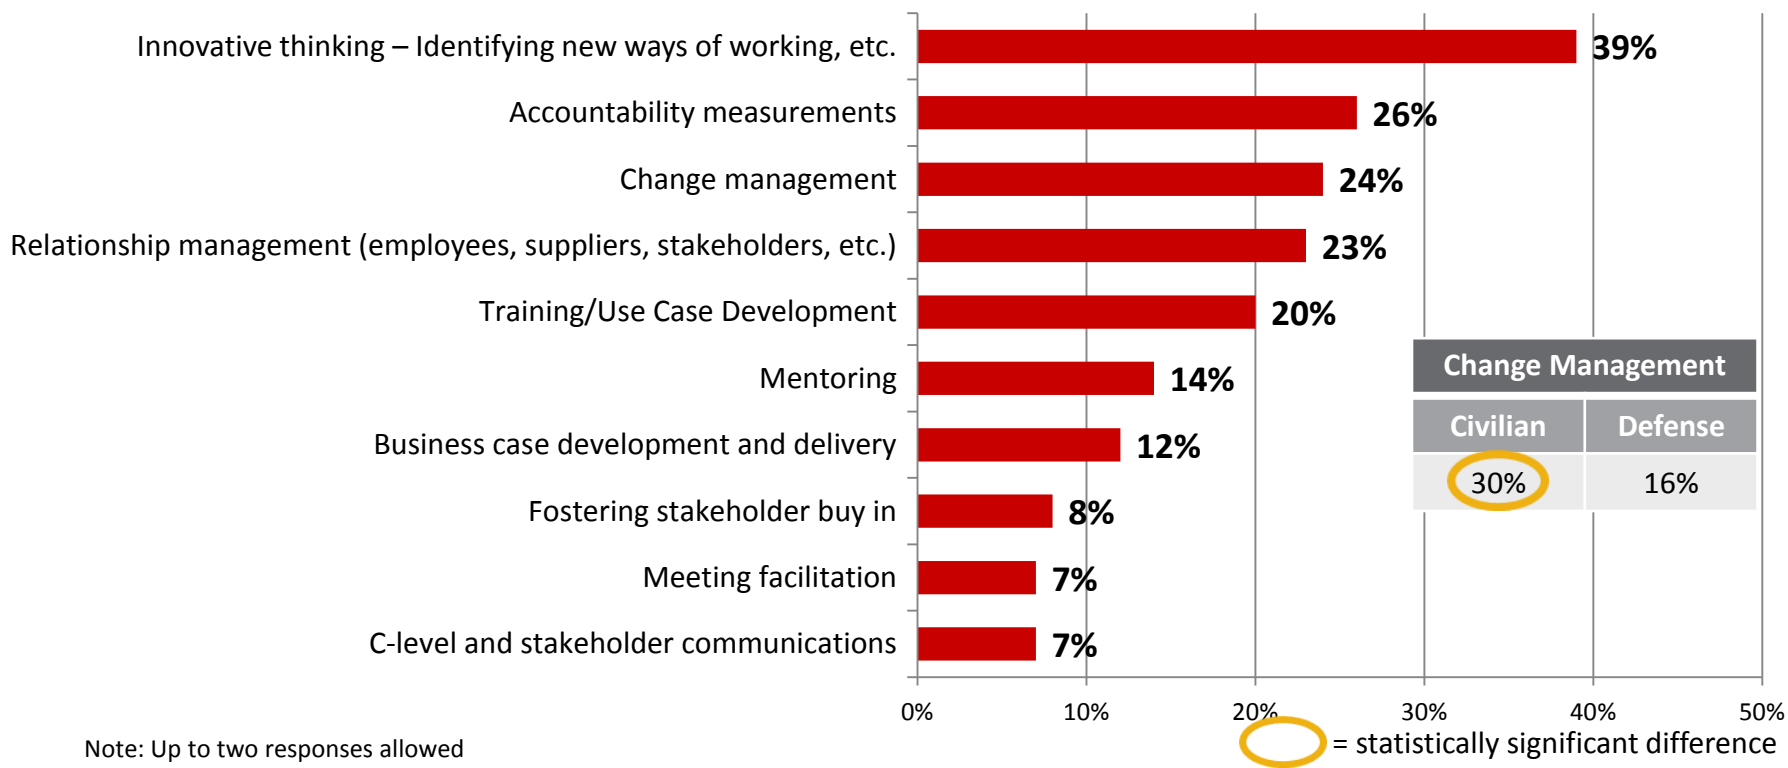 Innovative thinking – Identifying new ways of working, etc.
39%
Accountability measurements
26%
Change management
24%
Relationship management (employees, suppliers, stakeholders, etc.)
23%
Training/Use Case Development
20%
Mentoring
14%
Business case development and delivery
12%
Fostering stakeholder buy in
8%
Meeting facilitation
7%
C-level and stakeholder communications
7%
Change Management
Civilian Defense
30% 16%
0% 10% 20% 30% 40% 50%
Note: Up to two responses allowed
= statistically significant difference